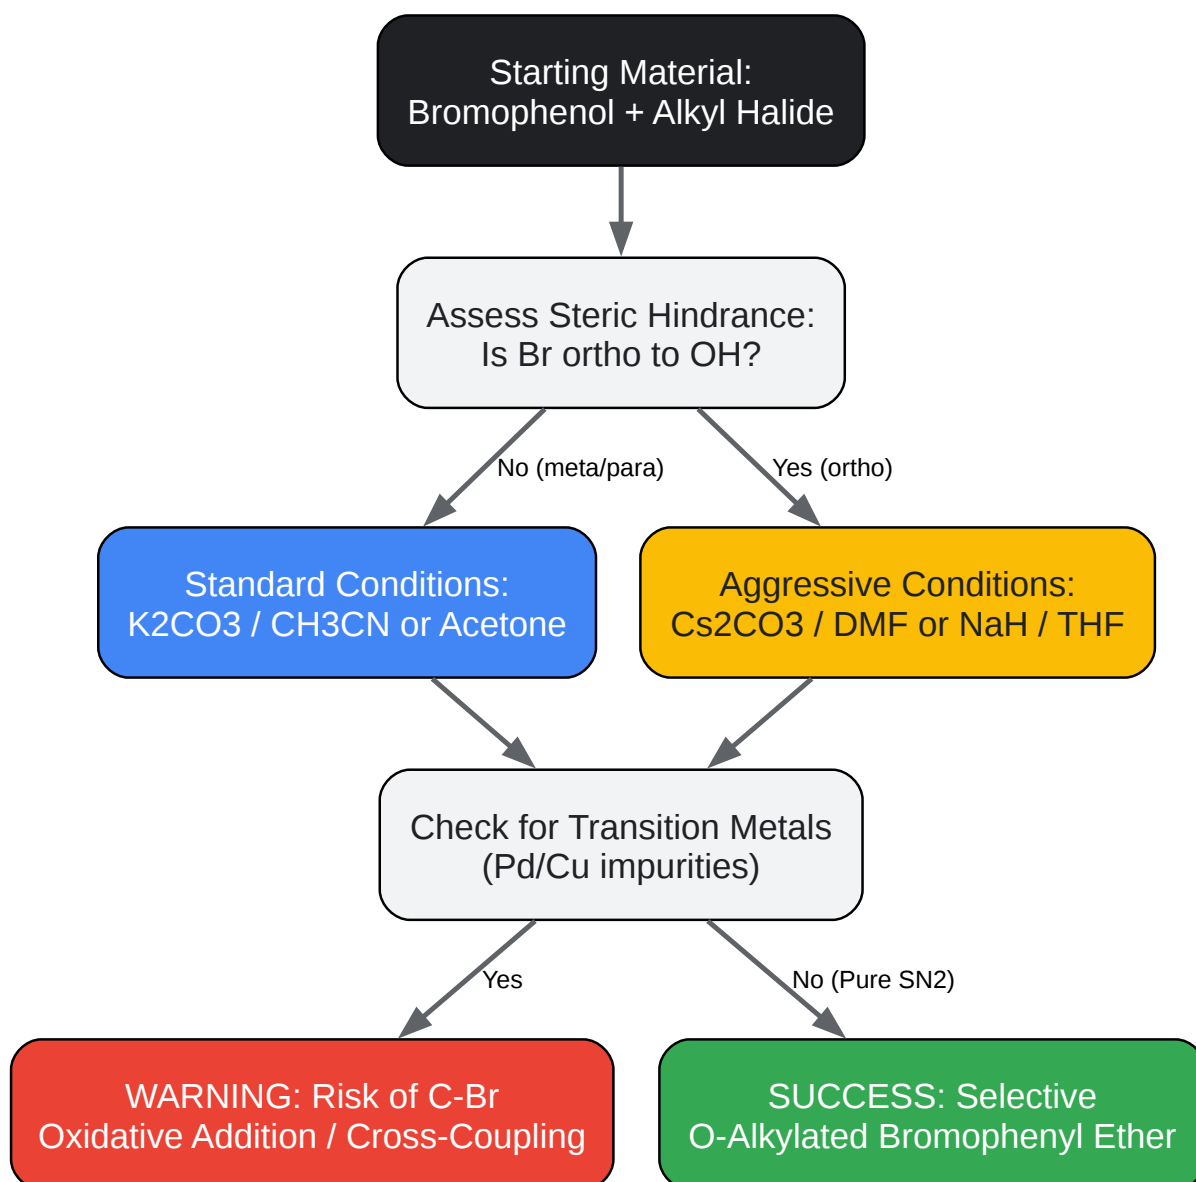 Starting Material:
Bromophenol + Alkyl Halide
Assess Steric Hindrance:
Is Br ortho to OH?
No (meta/para)
Yes (ortho)
Standard Conditions:
K2CO3 / CH3CN or Acetone
Aggressive Conditions:
Cs2CO3 / DMF or NaH / THF
Check for Transition Metals
(Pd/Cu impurities)
Yes
No (Pure SN2)
WARNING: Risk of C-Br
Oxidative Addition / Cross-Coupling
SUCCESS: Selective
O-Alkylated Bromophenyl Ether